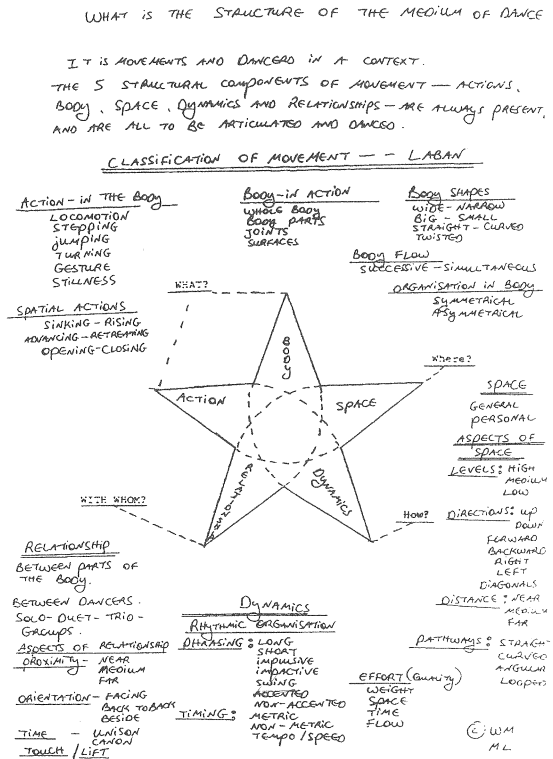 WHAT IS THE STRUCTURE OF THE MEDIUM OF DANCE
IT IS MOVEMENTS AND DANCERS IN A CONTEXT.
THE 5 STRUCTURAL COMPONENTS OF MOVEMENT — ACTIONS,
BODY, SPACE, DYNAMICS AND RELATIONSHIPS — ARE ALWAYS PRESENT,
AND ARE ALL TO BE ARTICULATED AND DANCED.
CLASSIFICATION OF MOVEMENT — — LABAN
ACTION - IN THE BODY
LOCOMOTION
STEPPING
JUMPING
TURNING
GESTURE
STILLNESS
SPATIAL ACTIONS
SINKING - RISING
ADVANCING - RETREATING
OPENING - CLOSING
BODY - IN ACTION
WHOLE BODY
BODY PARTS
JOINTS
SURFACES
BODY SHAPES
WIDE - NARROW
BIG - SMALL
STRAIGHT - CURVED
TWISTED
BODY FLOW
SUCCESSIVE - SIMULTANEOUS
ORGANISATION IN BODY
SYMMETRICAL
ASYMMETRICAL
WHAT?
BODY
ACTION
SPACE
RELATIONSHIP
DYNAMICS
Where?
WITH WHOM?
HOW?
SPACE
GENERAL
PERSONAL
ASPECTS OF
SPACE
LEVELS: HIGH
MEDIUM
LOW
DIRECTIONS: UP
DOWN
FORWARD
BACKWARD
RIGHT
LEFT
DIAGONALS
DISTANCE: NEAR
MEDIUM
FAR
PATHWAYS: STRAIGHT
CURVED
ANGULAR
LOOPED
RELATIONSHIP
BETWEEN PARTS OF
THE BODY.
BETWEEN DANCERS.
SOLO - DUET - TRIO -
GROUPS.
ASPECTS OF RELATIONSHIP
PROXIMITY - NEAR
MEDIUM
FAR
ORIENTATION - FACING
BACK TO BACK
BESIDE
TIME - UNISON
CANON
TOUCH / LIFT
DYNAMICS
RHYTHMIC ORGANISATION
PHRASING: LONG
SHORT
IMPULSIVE
IMPACTIVE
SWING
ACCENTED
NON-ACCENTED
TIMING: METRIC
NON-METRIC
TEMPO/SPEED
EFFORT (QUALITY)
WEIGHT
SPACE
TIME
FLOW
© WM
ML